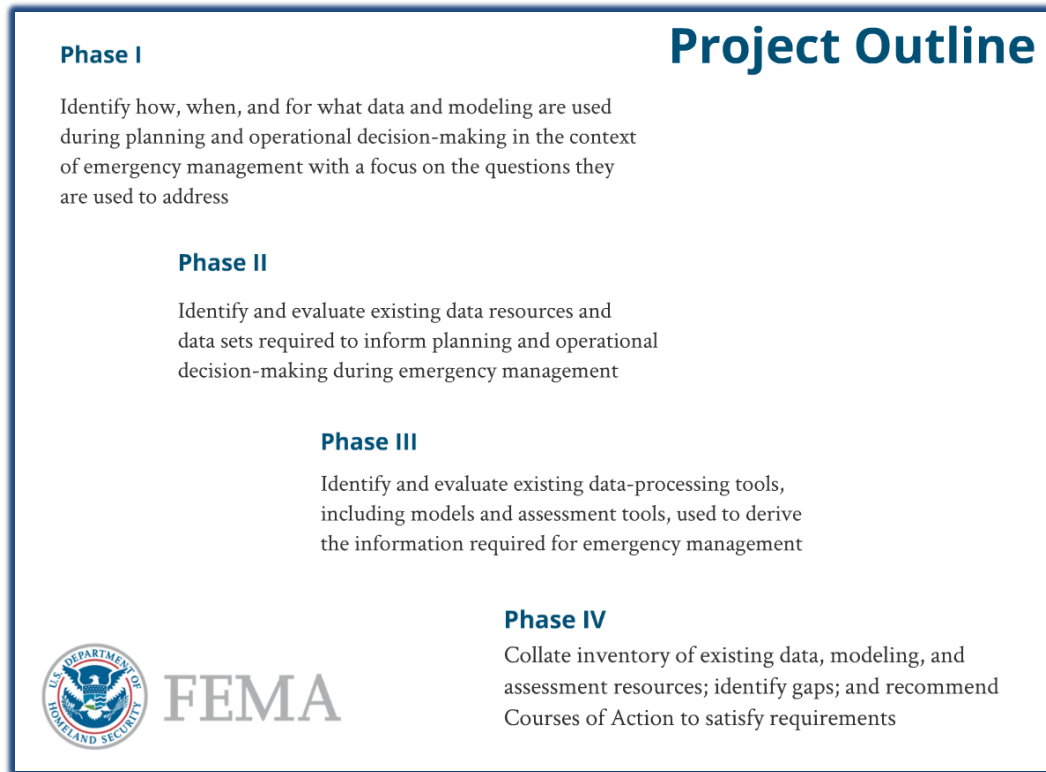 Project Outline
Phase I
Identify how, when, and for what data and modeling are used
during planning and operational decision-making in the context
of emergency management with a focus on the questions they
are used to address
Phase II
Identify and evaluate existing data resources and
data sets required to inform planning and operational
decision-making during emergency management
Phase III
Identify and evaluate existing data-processing tools,
including models and assessment tools, used to derive
the information required for emergency management
Phase IV
Collate inventory of existing data, modeling, and
assessment resources; identify gaps; and recommend
Courses of Action to satisfy requirements
U.S. DEPARTMENT OF
HOMELAND SECURITY
FEMA